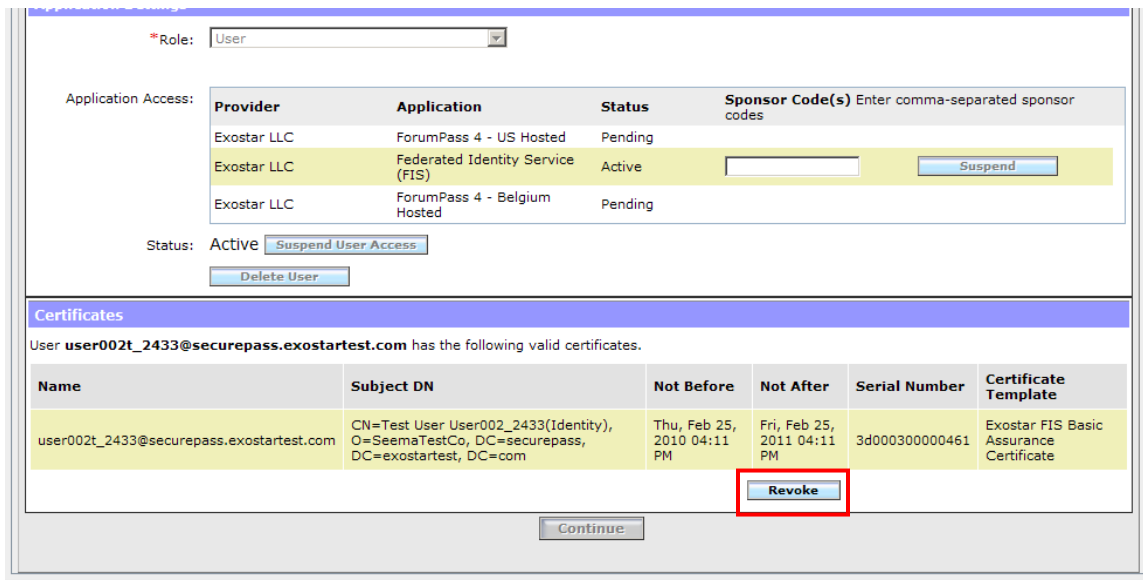 Application Settings
*Role: User
Application Access:
Provider Application Status Sponsor Code(s) Enter comma-separated sponsor codes
Exostar LLC ForumPass 4 - US Hosted Pending
Exostar LLC Federated Identity Service (FIS) Active Suspend
Exostar LLC ForumPass 4 - Belgium Hosted Pending
Status: Active Suspend User Access
Delete User
Certificates
User user002t_2433@securepass.exostartest.com has the following valid certificates.
Name Subject DN Not Before Not After Serial Number Certificate Template
user002t_2433@securepass.exostartest.com CN=Test User User002_2433(Identity), O=SeemaTestCo, DC=securepass, DC=exostartest, DC=com Thu, Feb 25, 2010 04:11 PM Fri, Feb 25, 2011 04:11 PM 3d000300000461 Exostar FIS Basic Assurance Certificate
Revoke
Continue